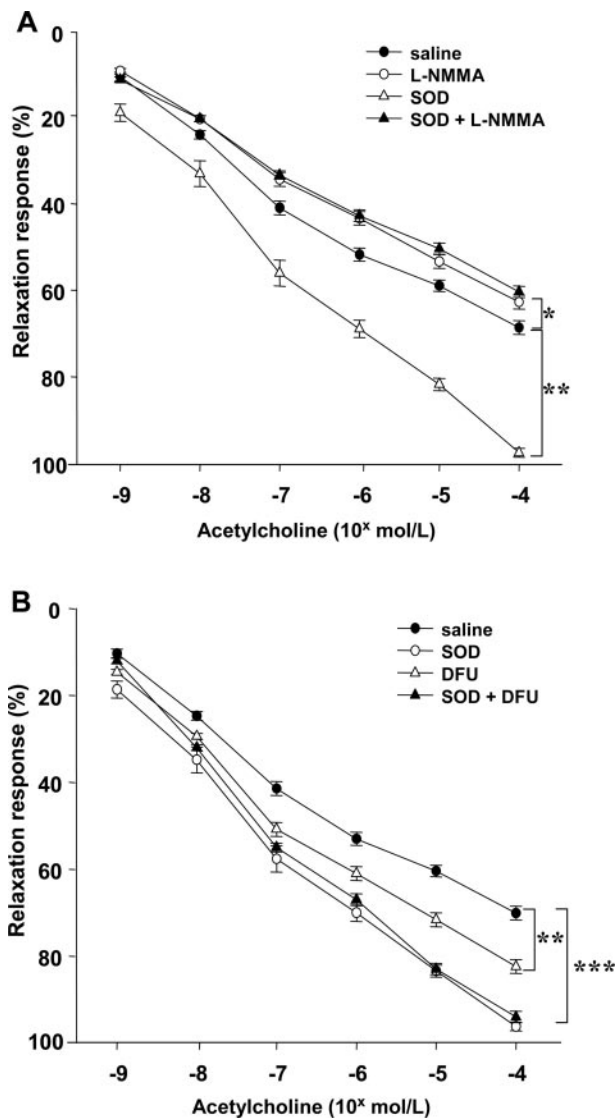 A
saline
L-NMMA
SOD
SOD + L-NMMA
Relaxation response (%)
0
20
40
60
80
100
*
**
-9 -8 -7 -6 -5 -4
Acetylcholine (10ˣ mol/L)
B
saline
SOD
DFU
SOD + DFU
Relaxation response (%)
0
20
40
60
80
100
**
***
-9 -8 -7 -6 -5 -4
Acetylcholine (10ˣ mol/L)